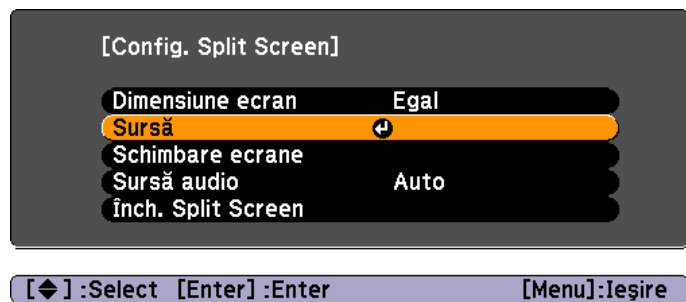 [Config. Split Screen]
Dimensiune ecran Egal
Sursă
Schimbare ecrane
Sursă audio Auto
Înch. Split Screen
[◆] :Select [Enter] :Enter [Menu]:Ieşire